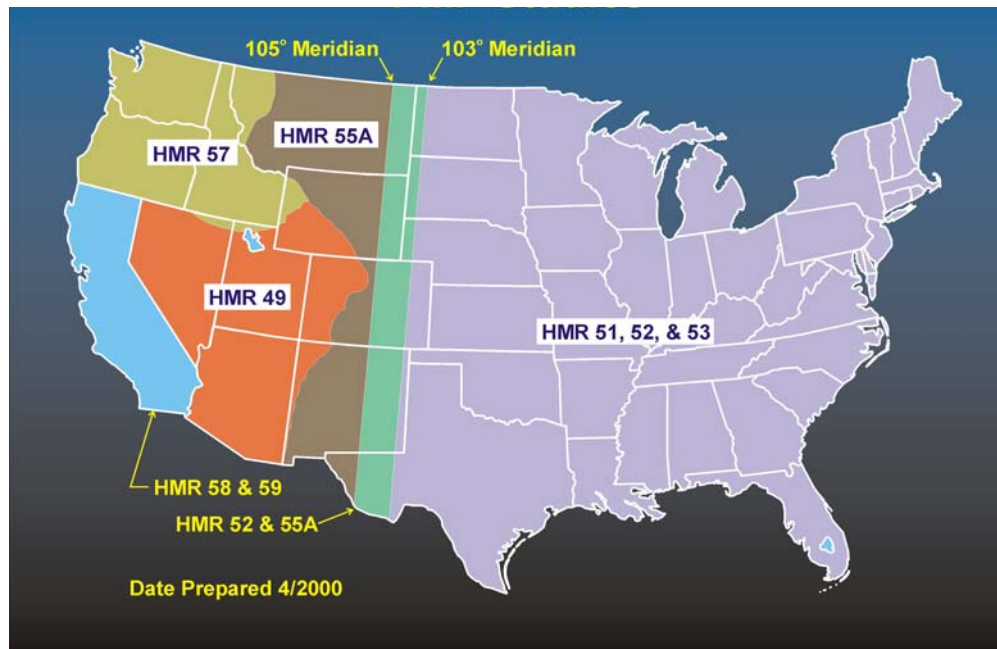 105° Meridian
103° Meridian
HMR 55A
HMR 57
HMR 49
HMR 51, 52, & 53
HMR 58 & 59
HMR 52 & 55A
Date Prepared 4/2000